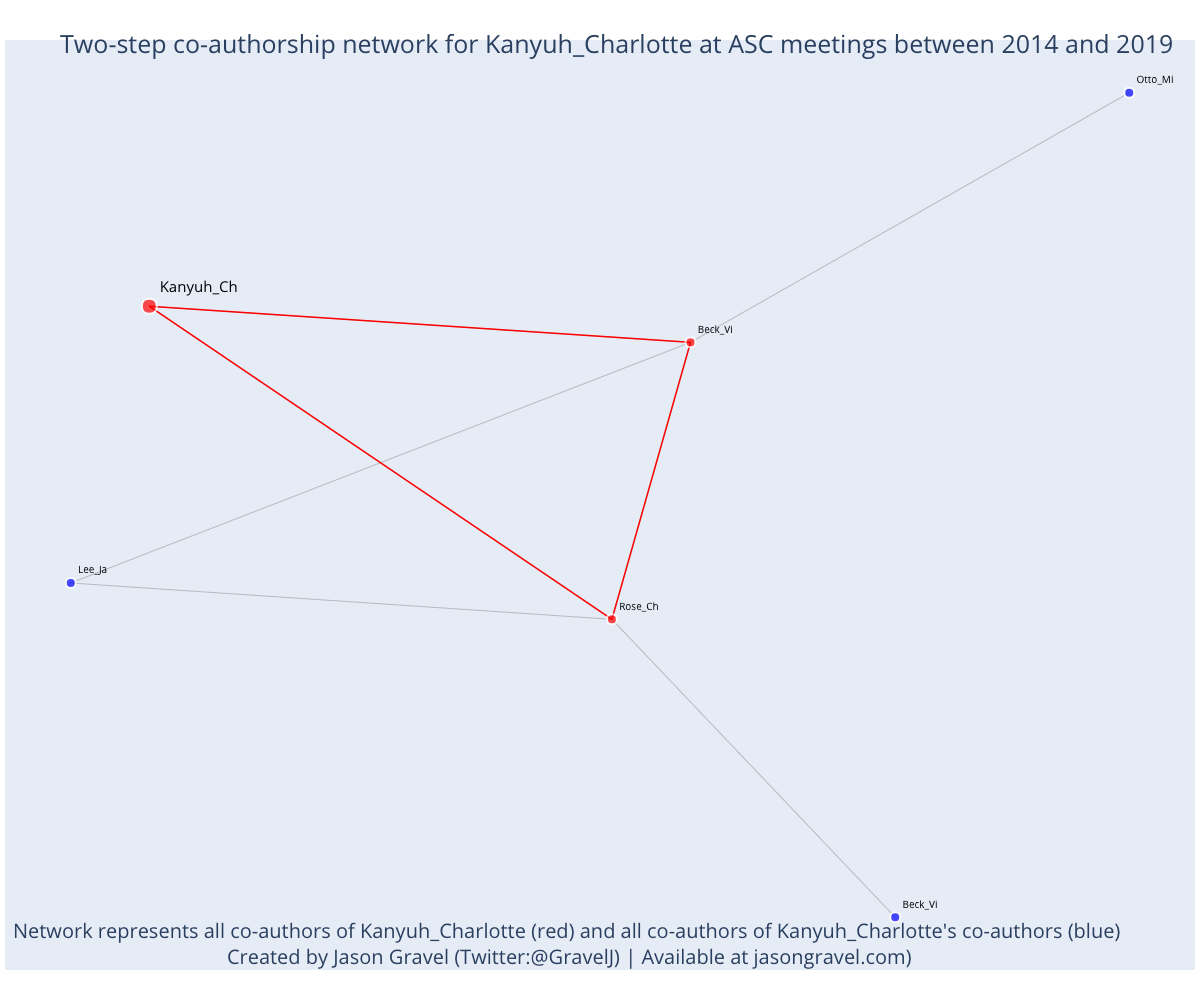 Two-step co-authorship network for Kanyuh_Charlotte at ASC meetings between 2014 and 2019
Otto_Mi
Kanyuh_Ch
Beck_Vi
Lee_Ja
Rose_Ch
Beck_Vi
Network represents all co-authors of Kanyuh_Charlotte (red) and all co-authors of Kanyuh_Charlotte's co-authors (blue)
Created by Jason Gravel (Twitter:@GravelJ) | Available at jasongravel.com)